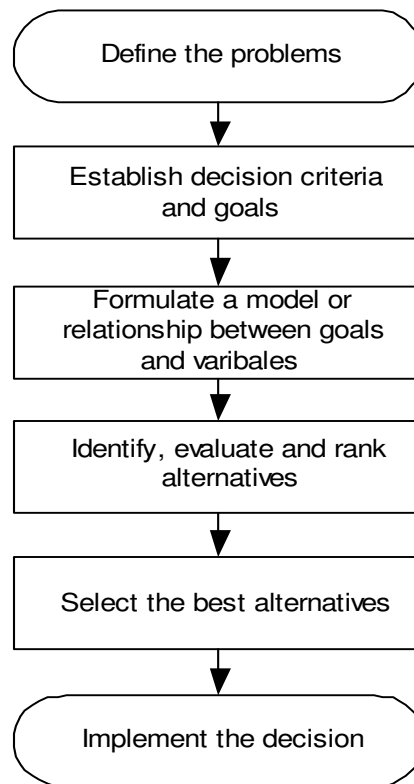 Define the problems
Establish decision criteria
and goals
Formulate a model or
relationship between goals
and varibales
Identify, evaluate and rank
alternatives
Select the best alternatives
Implement the decision